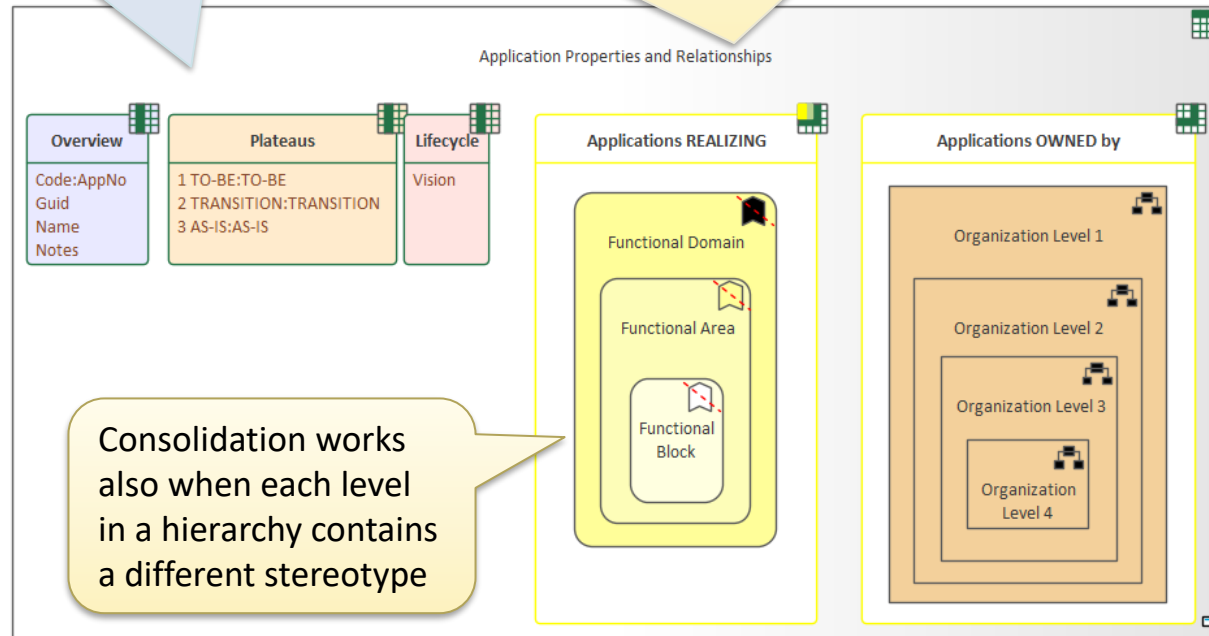 Application Properties and Relationships
Overview
Code:AppNo
Guid
Name
Notes
Plateaus
1 TO-BE:TO-BE
2 TRANSITION:TRANSITION
3 AS-IS:AS-IS
Lifecycle
Vision
Applications REALIZING
Functional Domain
Functional Area
Functional
Block
Applications OWNED by
Organization Level 1
Organization Level 2
Organization Level 3
Organization
Level 4
Consolidation works
also when each level
in a hierarchy contains
a different stereotype